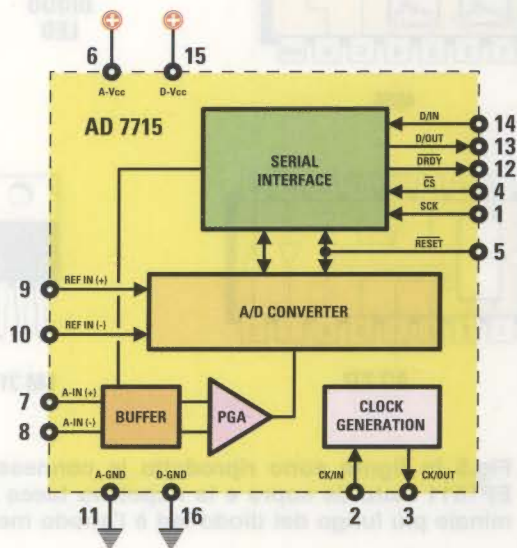 6 15
A-Vcc D-Vcc
AD 7715
SERIAL
INTERFACE
D/IN 14
D/OUT 13
DRDY 12
CS 4
SCK 1
RESET 5
9 REF IN (+)
10 REF IN (-)
A/D CONVERTER
7 A-IN (+)
8 A-IN (-)
BUFFER
PGA
CLOCK
GENERATION
A-GND D-GND
CK/IN CK/OUT
11 16 2 3